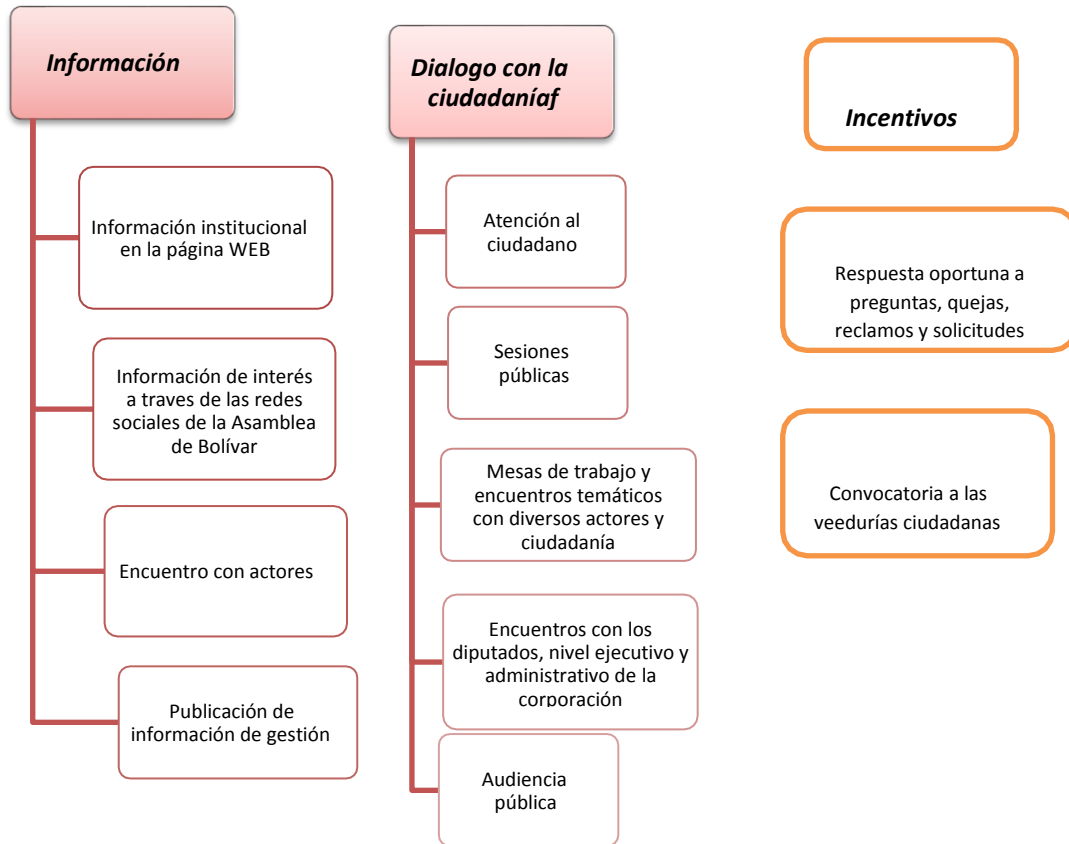 Información
Información institucional
en la página WEB
Información de interés
a traves de las redes
sociales de la Asamblea
de Bolívar
Encuentro con actores
Publicación de
información de gestión
Dialogo con la
ciudadaníaf
Atención al
ciudadano
Sesiones
públicas
Mesas de trabajo y
encuentros temáticos
con diversos actores y
ciudadanía
Encuentros con los
diputados, nivel ejecutivo y
administrativo de la
corporación
Audiencia
pública
Incentivos
Respuesta oportuna a
preguntas, quejas,
reclamos y solicitudes
Convocatoria a las
veedurías ciudadanas